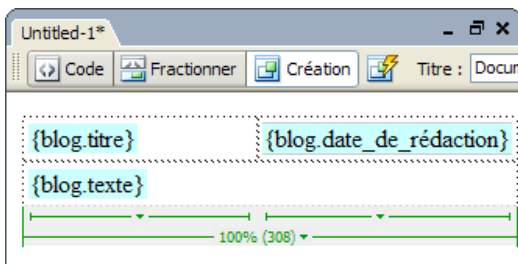 Untitled-1*
Code Fractionner Création Titre : Docur
{blog.titre} {blog.date_de_rédaction}
{blog.texte}
100% (308)